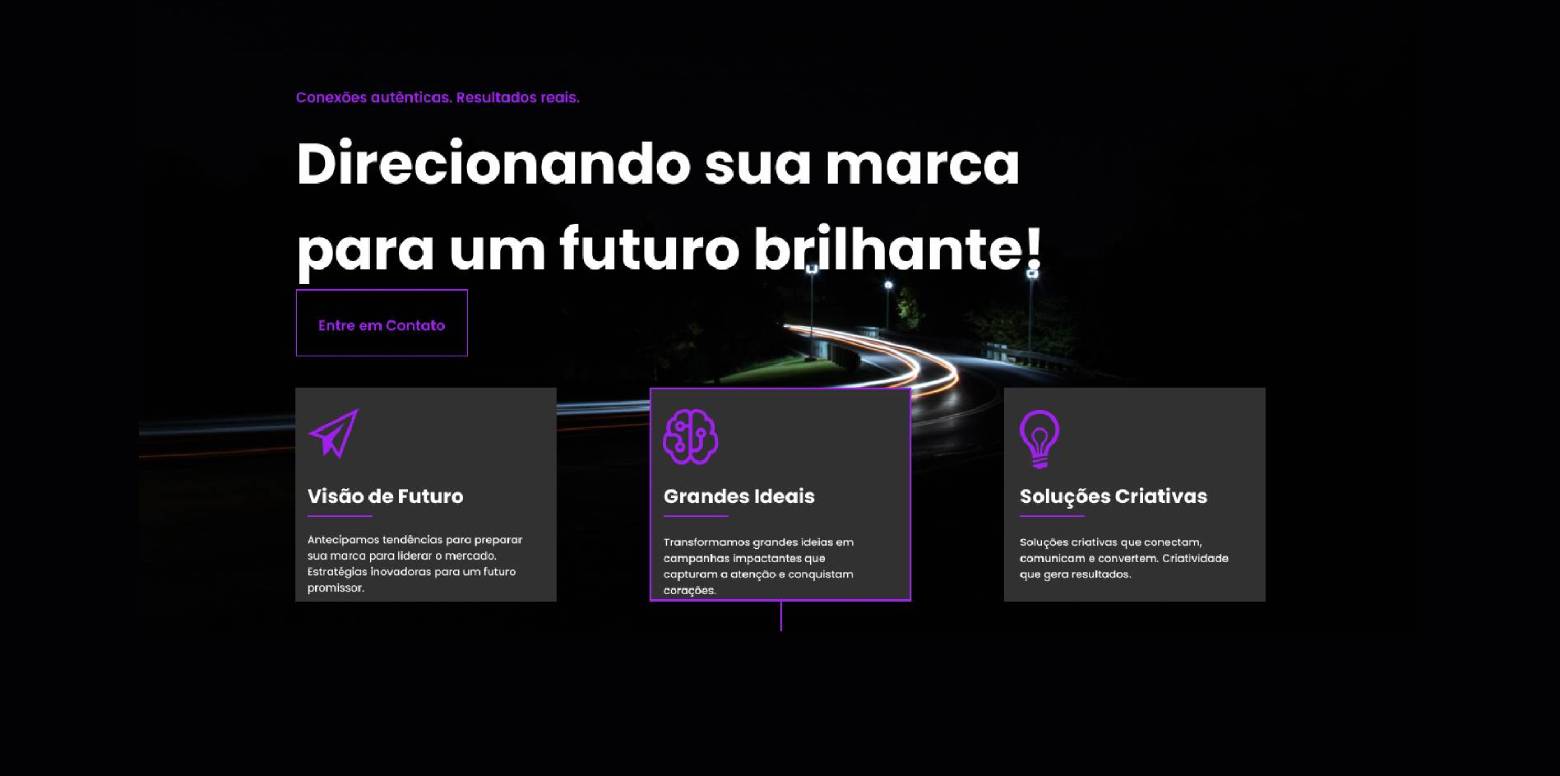 Conexões autênticas. Resultados reais.
Direcionando sua marca
para um futuro brilhante!
Entre em Contato
Visão de Futuro
Antecipamos tendências para preparar
sua marca para liderar o mercado.
Estratégias inovadoras para um futuro
promissor.
Grandes Ideais
Transformamos grandes ideias em
campanhas impactantes que
capturam a atenção e conquistam
corações.
Soluções Criativas
Soluções criativas que conectam,
comunicam e convertem. Criatividade
que gera resultados.